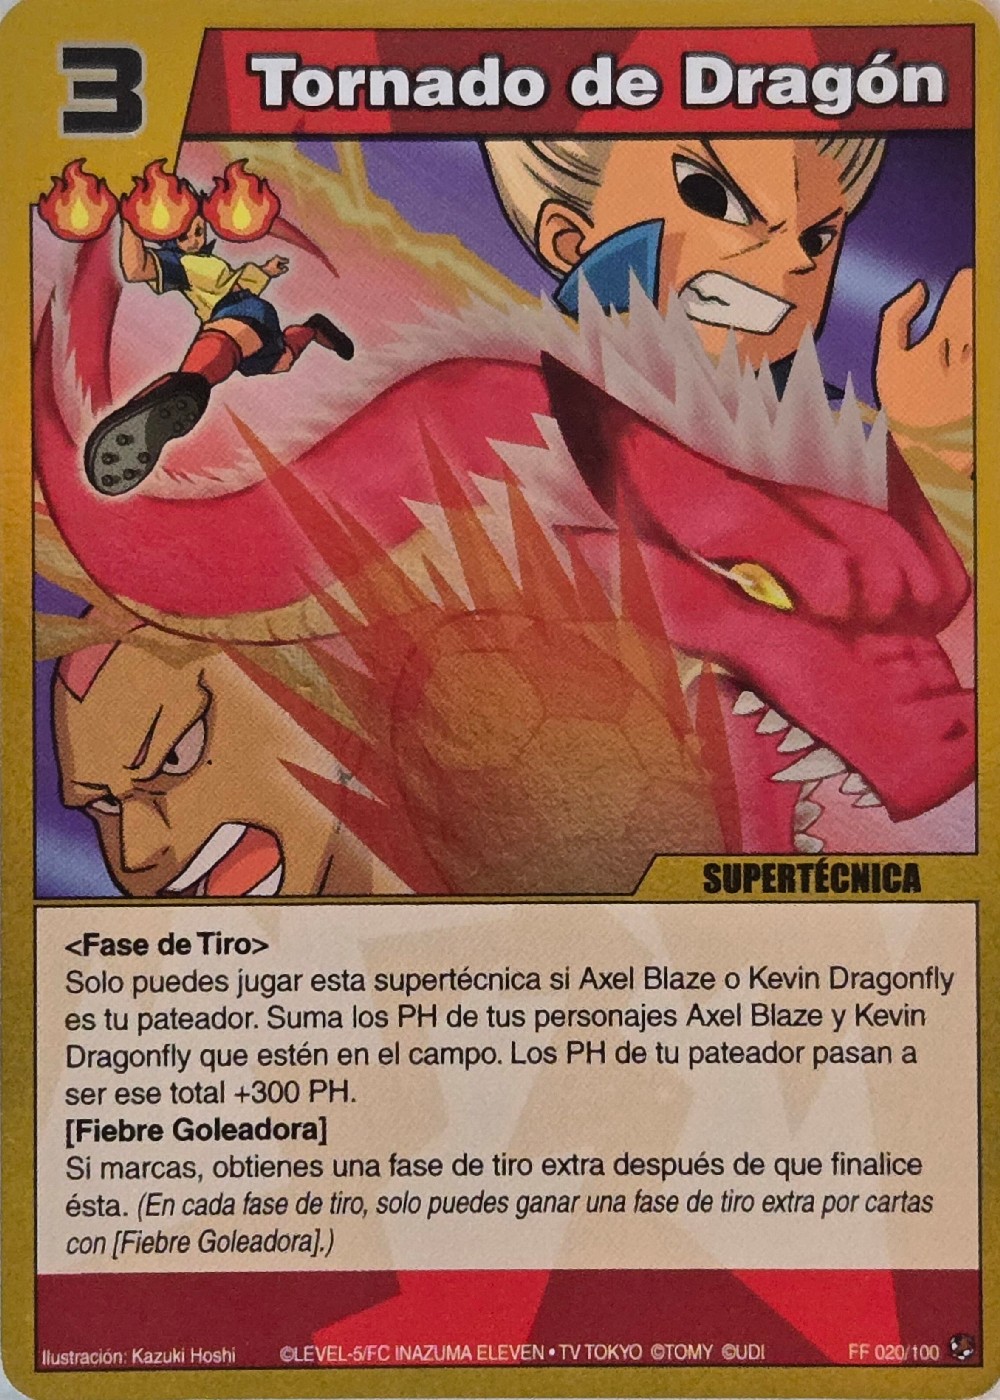 3
Tornado de Dragón
SUPERTÉCNICA
<Fase de Tiro>
Solo puedes jugar esta supertécnica si Axel Blaze o Kevin Dragonfly
es tu pateador. Suma los PH de tus personajes Axel Blaze y Kevin
Dragonfly que estén en el campo. Los PH de tu pateador pasan a
ser ese total +300 PH.
[Fiebre Goleadora]
Si marcas, obtienes una fase de tiro extra después de que finalice
ésta. (En cada fase de tiro, solo puedes ganar una fase de tiro extra por cartas
con [Fiebre Goleadora].)
Ilustración: Kazuki Hoshi ©LEVEL-5/FC INAZUMA ELEVEN • TV TOKYO ©TOMY ©UDI FF 020/100